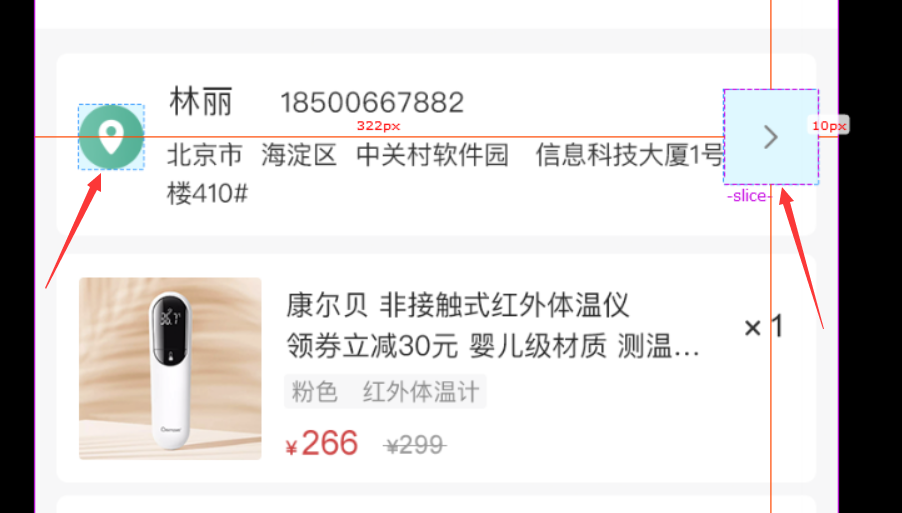 林丽 18500667882
322px
10px
北京市 海淀区 中关村软件园 信息科技大厦1号
楼410#
-slice-
康尔贝 非接触式红外体温仪
×1
领券立减30元 婴儿级材质 测温...
粉色 红外体温计
¥266 ¥299